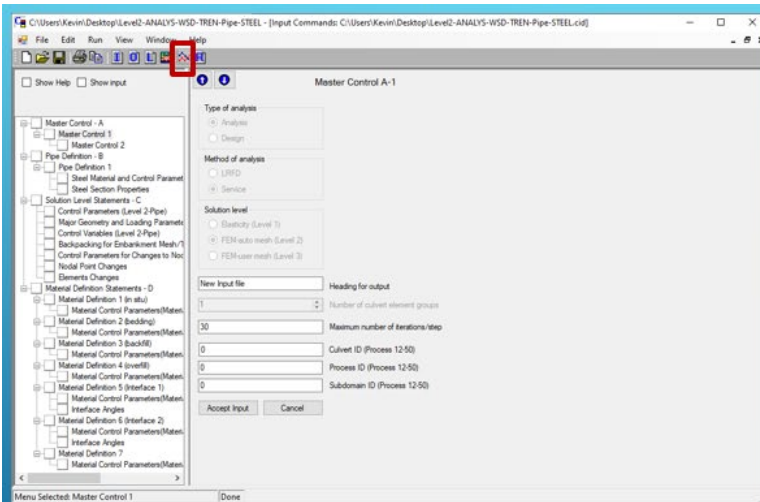 C:\Users\Kevin\Desktop\Level2-ANALYS-WSD-TREN-Pipe-STEEL - [Input Commands: C:\Users\Kevin\Desktop\Level2-ANALYS-WSD-TREN-Pipe-STEEL.cid]
File Edit Run View Window Help
Show Help Show input
Master Control A-1
Master Control - A
Master Control 1
Master Control 2
Pipe Definition - B
Pipe Definition 1
Steel Material and Control Paramet
Steel Section Properties
Solution Level Statements - C
Control Parameters (Level 2-Pipe)
Major Geometry and Loading Paramete
Control Variables (Level 2-Pipe)
Backpacking for Embankment Mesh/T
Control Parameters for Changes to Noc
Nodal Point Changes
Elements Changes
Material Definition Statements - D
Material Definition 1 (in situ)
Material Control Parameters(Materi
Material Definition 2 (bedding)
Material Control Parameters(Materi
Material Definition 3 (backfill)
Material Control Parameters(Materi
Material Definition 4 (overfill)
Material Control Parameters(Materi
Material Definition 5 (Interface 1)
Material Control Parameters(Materi
Interface Angles
Material Definition 6 (Interface 2)
Material Control Parameters(Materi
Interface Angles
Material Definition 7
Material Control Parameters(Materi
Type of analysis
Analysis
Design
Method of analysis
LRFD
Service
Solution level
Elasticity (Level 1)
FEM-auto mesh (Level 2)
FEM-user mesh (Level 3)
New Input file Heading for output
1 Number of culvert element groups
30 Maximum number of iterations/step
0 Culvert ID (Process 12-50)
0 Process ID (Process 12-50)
0 Subdomain ID (Process 12-50)
Accept Input Cancel
Menu Selected: Master Control 1 Done